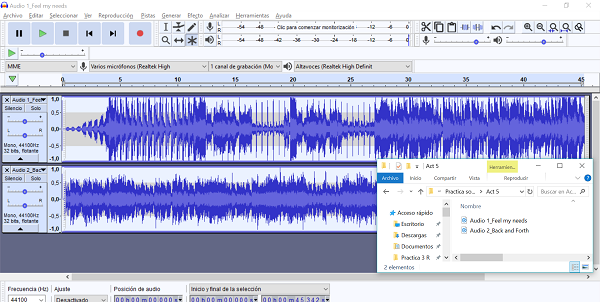 Audio 1_Feel my needs
Archivo Editar Seleccionar Ver Reproducción Pistas Generar Efecto Analizar Herramientas Ayuda
-54 -48 Clic para comenzar monitorización -12 -6 0
-54 -48 -42 -36 -30 -24 -18 -12 -6 0
MME Varios micrófonos (Realtek High 1 canal de grabación (Mo Altavoces (Realtek High Definit
0 5 10 15 20 25 30 35 40 45
Audio 1_Feel
Silencio Solo
- +
L R
Mono, 44100Hz
32 bits, flotante
1,0
0,5
0,0
-0,5
-1,0
Audio 2_Bac
Silencio Solo
- +
L R
Mono, 44100Hz
32 bits, flotante
1,0
0,5
0,0
-0,5
-1,0
Act 5
Herramien...
Archivo Inicio Compartir Vista Reproducir
Practica so... Act 5 Buscar en Ac...
Nombre
Acceso rápido
Escritorio
Descargas
Documentos
Practica 3 R
Audio 1_Feel my needs
Audio 2_Back and Forth
2 elementos
Frecuencia (Hz) Ajuste Posición de audio Inicio y final de la selección
44100 Desactivado 00h00m00,000s 00h00m00,000s 00h00m45,342s